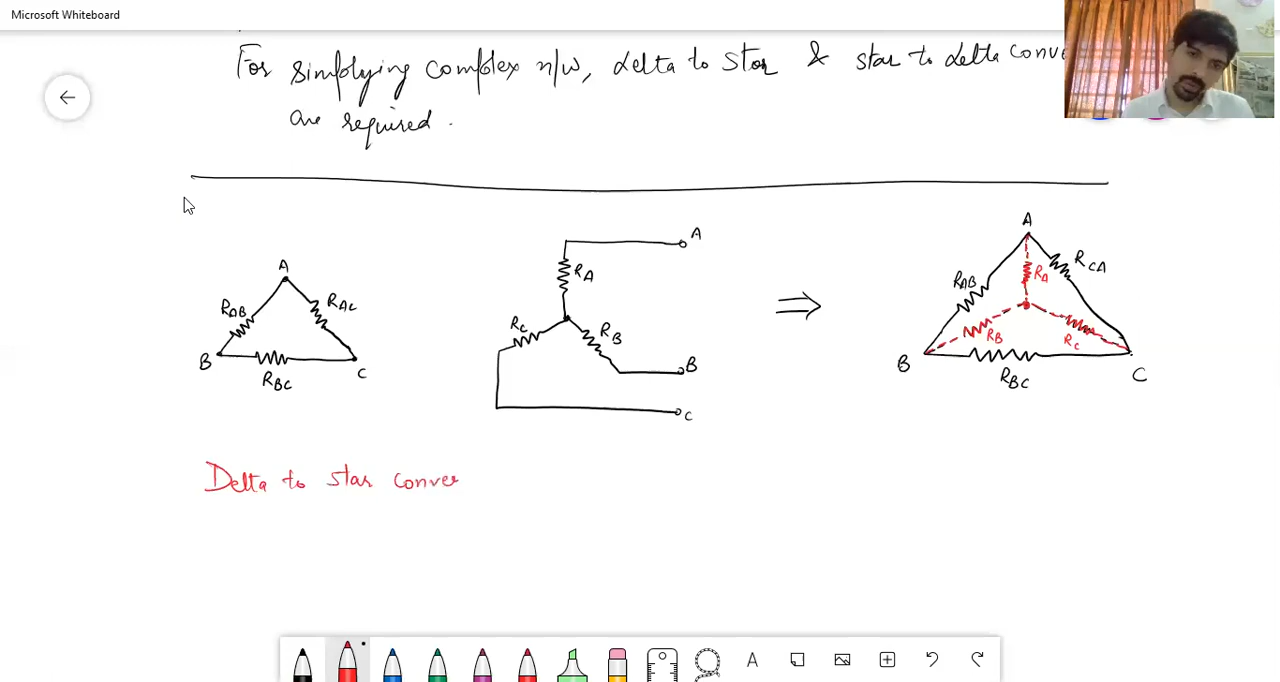 Microsoft Whiteboard
For simplying complex n/w, delta to star & star to delta conve
are required.
A
RAB
RAC
B
C
RBC
A
RA
RC
RB
B
C
A
RCA
RAB
RA
RB
RC
B
C
RBC
Delta to star conver
A